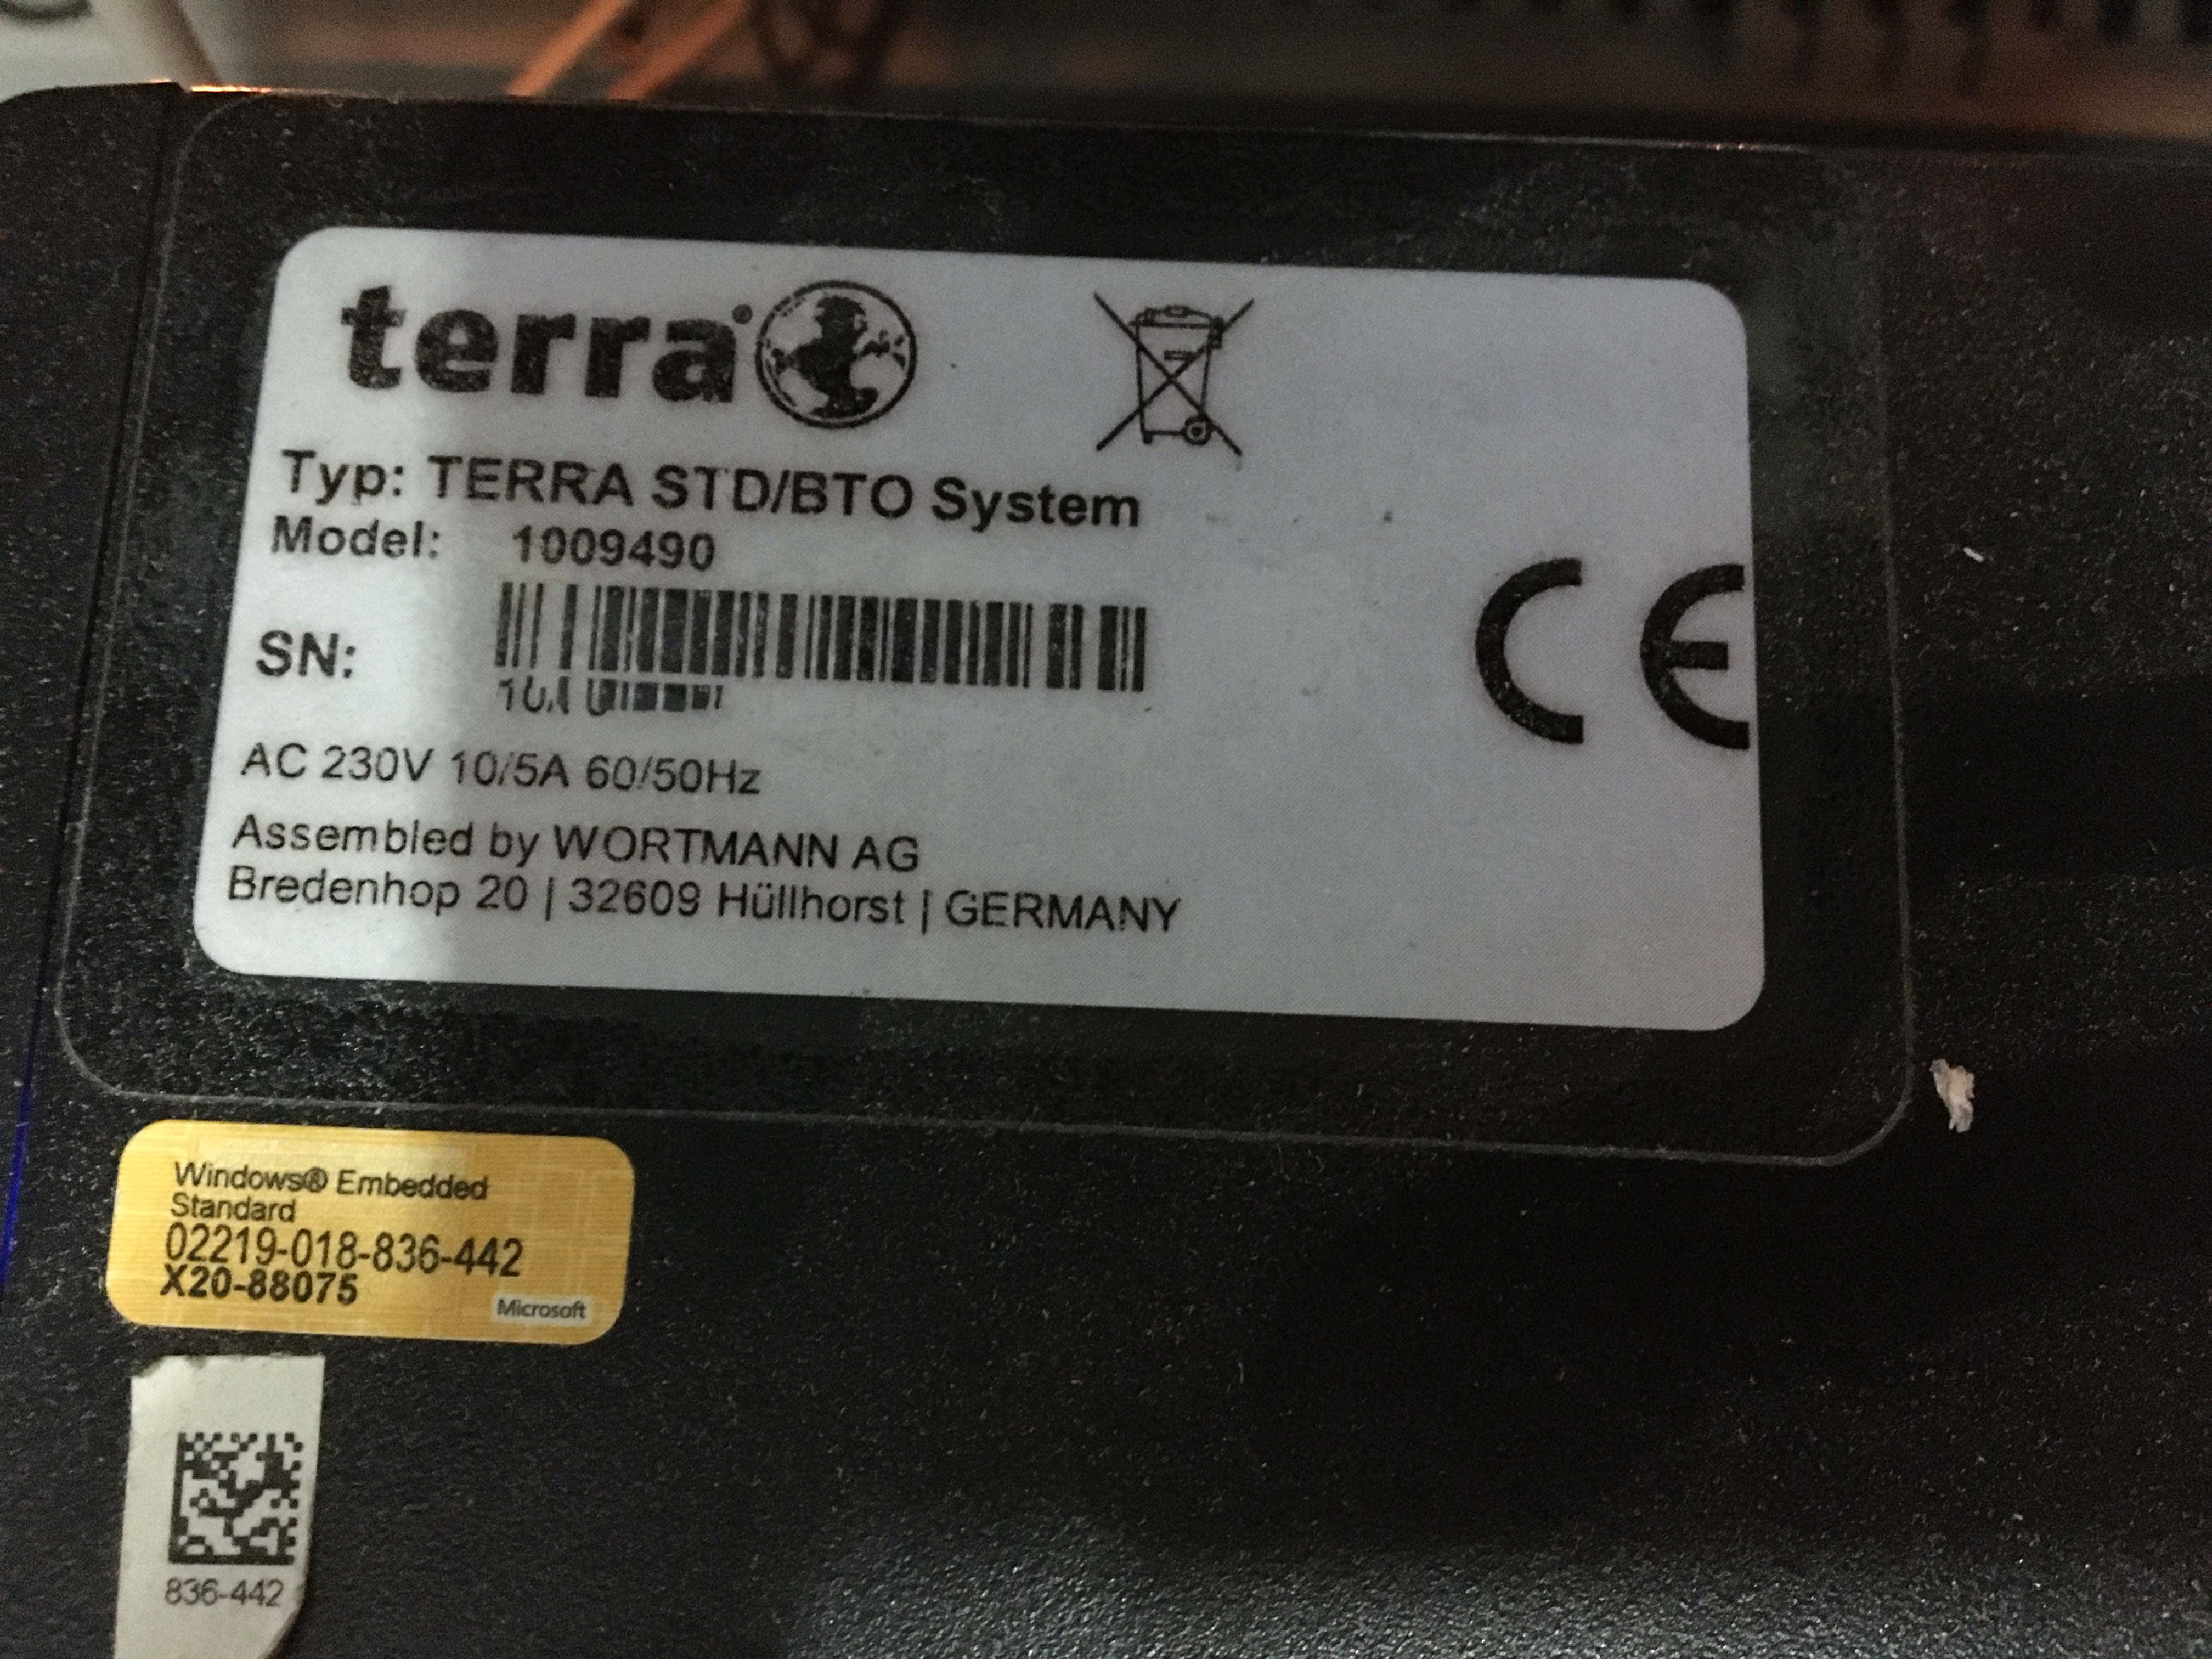 terra®
Typ: TERRA STD/BTO System
Model: 1009490
SN:
AC 230V 10/5A 60/50Hz
Assembled by WORTMANN AG
Bredenhop 20 | 32609 Hüllhorst | GERMANY
CE
Windows® Embedded
Standard
02219-018-836-442
X20-88075
Microsoft
836-442